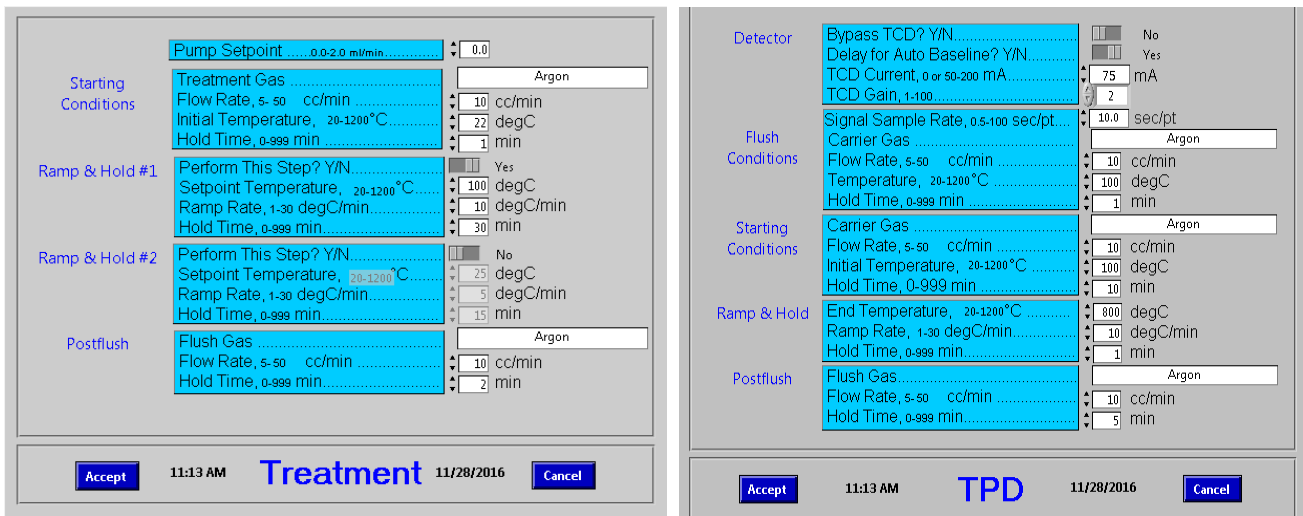 Pump Setpoint .....0.0-2.0 ml/min................ 0.0
Starting Conditions
Treatment Gas ........................... Argon
Flow Rate, 5- 50 cc/min ................. 10 cc/min
Initial Temperature, 20-1200°C ........ 22 degC
Hold Time, 0-999 min..................... 1 min
Ramp & Hold #1
Perform This Step? Y/N.................. Yes
Setpoint Temperature, 20-1200°C..... 100 degC
Ramp Rate, 1-30 degC/min.............. 10 degC/min
Hold Time, 0-999 min..................... 30 min
Ramp & Hold #2
Perform This Step? Y/N.................. No
Setpoint Temperature, 20-1200°C..... 25 degC
Ramp Rate, 1-30 degC/min.............. 5 degC/min
Hold Time, 0-999 min..................... 15 min
Postflush
Flush Gas ................................. Argon
Flow Rate, 5- 50 cc/min ................. 10 cc/min
Hold Time, 0-999 min..................... 2 min
Accept 11:13 AM Treatment 11/28/2016 Cancel
Detector
Bypass TCD? Y/N........................ No
Delay for Auto Baseline? Y/N......... Yes
TCD Current, 0 or 50-200 mA............ 75 mA
TCD Gain, 1-100......................... 2
Signal Sample Rate, 0.5-100 sec/pt.... 10.0 sec/pt
Flush Conditions
Carrier Gas .............................. Argon
Flow Rate, 5-50 cc/min ................ 10 cc/min
Temperature, 20-1200°C ............... 100 degC
Hold Time, 0-999 min................... 1 min
Starting Conditions
Carrier Gas .............................. Argon
Flow Rate, 5-50 cc/min ................ 10 cc/min
Initial Temperature, 20-1200°C ....... 100 degC
Hold Time, 0-999 min................... 10 min
Ramp & Hold
End Temperature, 20-1200°C .......... 800 degC
Ramp Rate, 1-30 degC/min............ 10 degC/min
Hold Time, 0-999 min................... 1 min
Postflush
Flush Gas................................ Argon
Flow Rate, 5-50 cc/min ................ 10 cc/min
Hold Time, 0-999 min................... 5 min
Accept 11:13 AM TPD 11/28/2016 Cancel